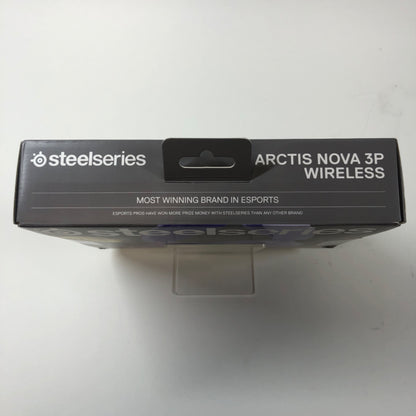 steelseries
ARCTIS NOVA 3P
WIRELESS
MOST WINNING BRAND IN ESPORTS
ESPORTS PROS HAVE WON MORE PRIZE MONEY WITH STEELSERIES THAN ANY OTHER BRAND
steelseries